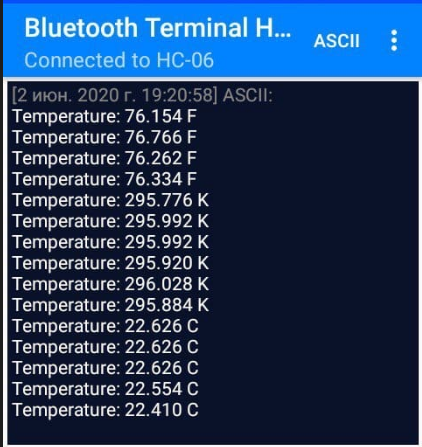 Bluetooth Terminal H...
ASCII
Connected to HC-06
[2 июн. 2020 г. 19:20:58] ASCII:
Temperature: 76.154 F
Temperature: 76.766 F
Temperature: 76.262 F
Temperature: 76.334 F
Temperature: 295.776 K
Temperature: 295.992 K
Temperature: 295.992 K
Temperature: 295.920 K
Temperature: 296.028 K
Temperature: 295.884 K
Temperature: 22.626 C
Temperature: 22.626 C
Temperature: 22.626 C
Temperature: 22.554 C
Temperature: 22.410 C